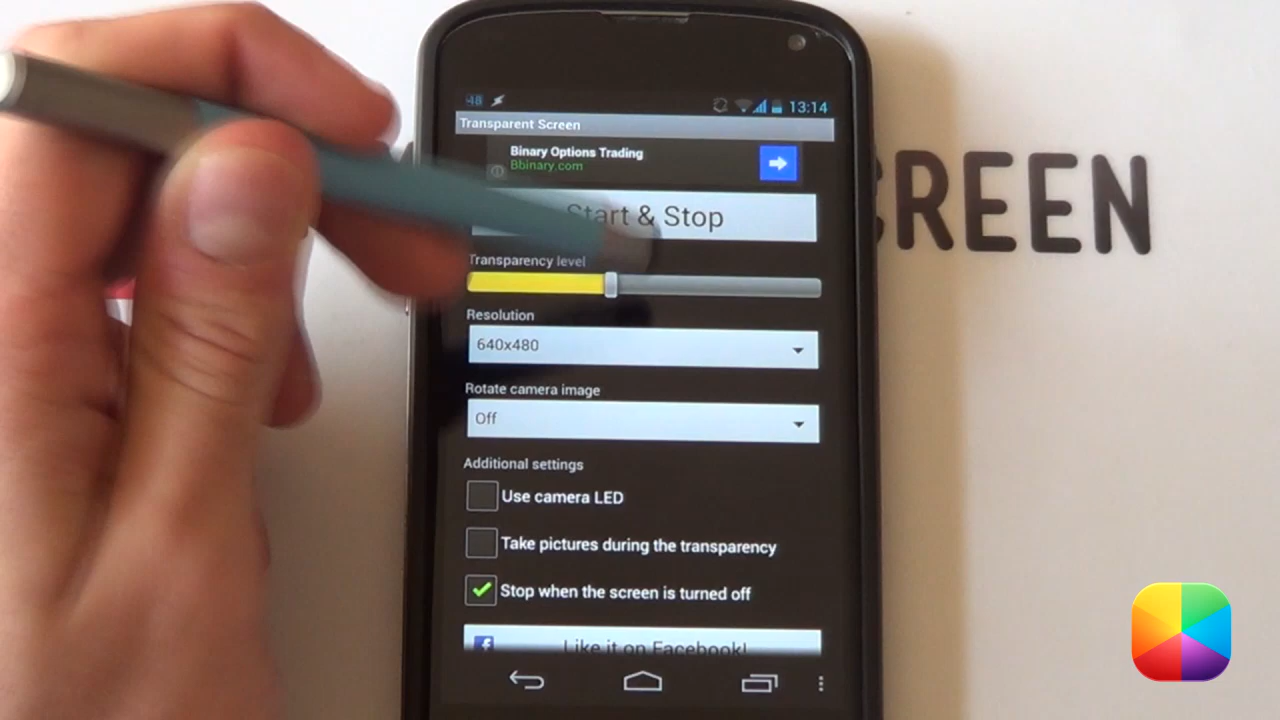 48
13:14
Transparent Screen
Binary Options Trading
Bbinary.com
Start & Stop
CREEN
Transparency level
Resolution
640x480
Rotate camera image
Off
Additional settings
Use camera LED
Take pictures during the transparency
Stop when the screen is turned off
f Like it on Facebook!